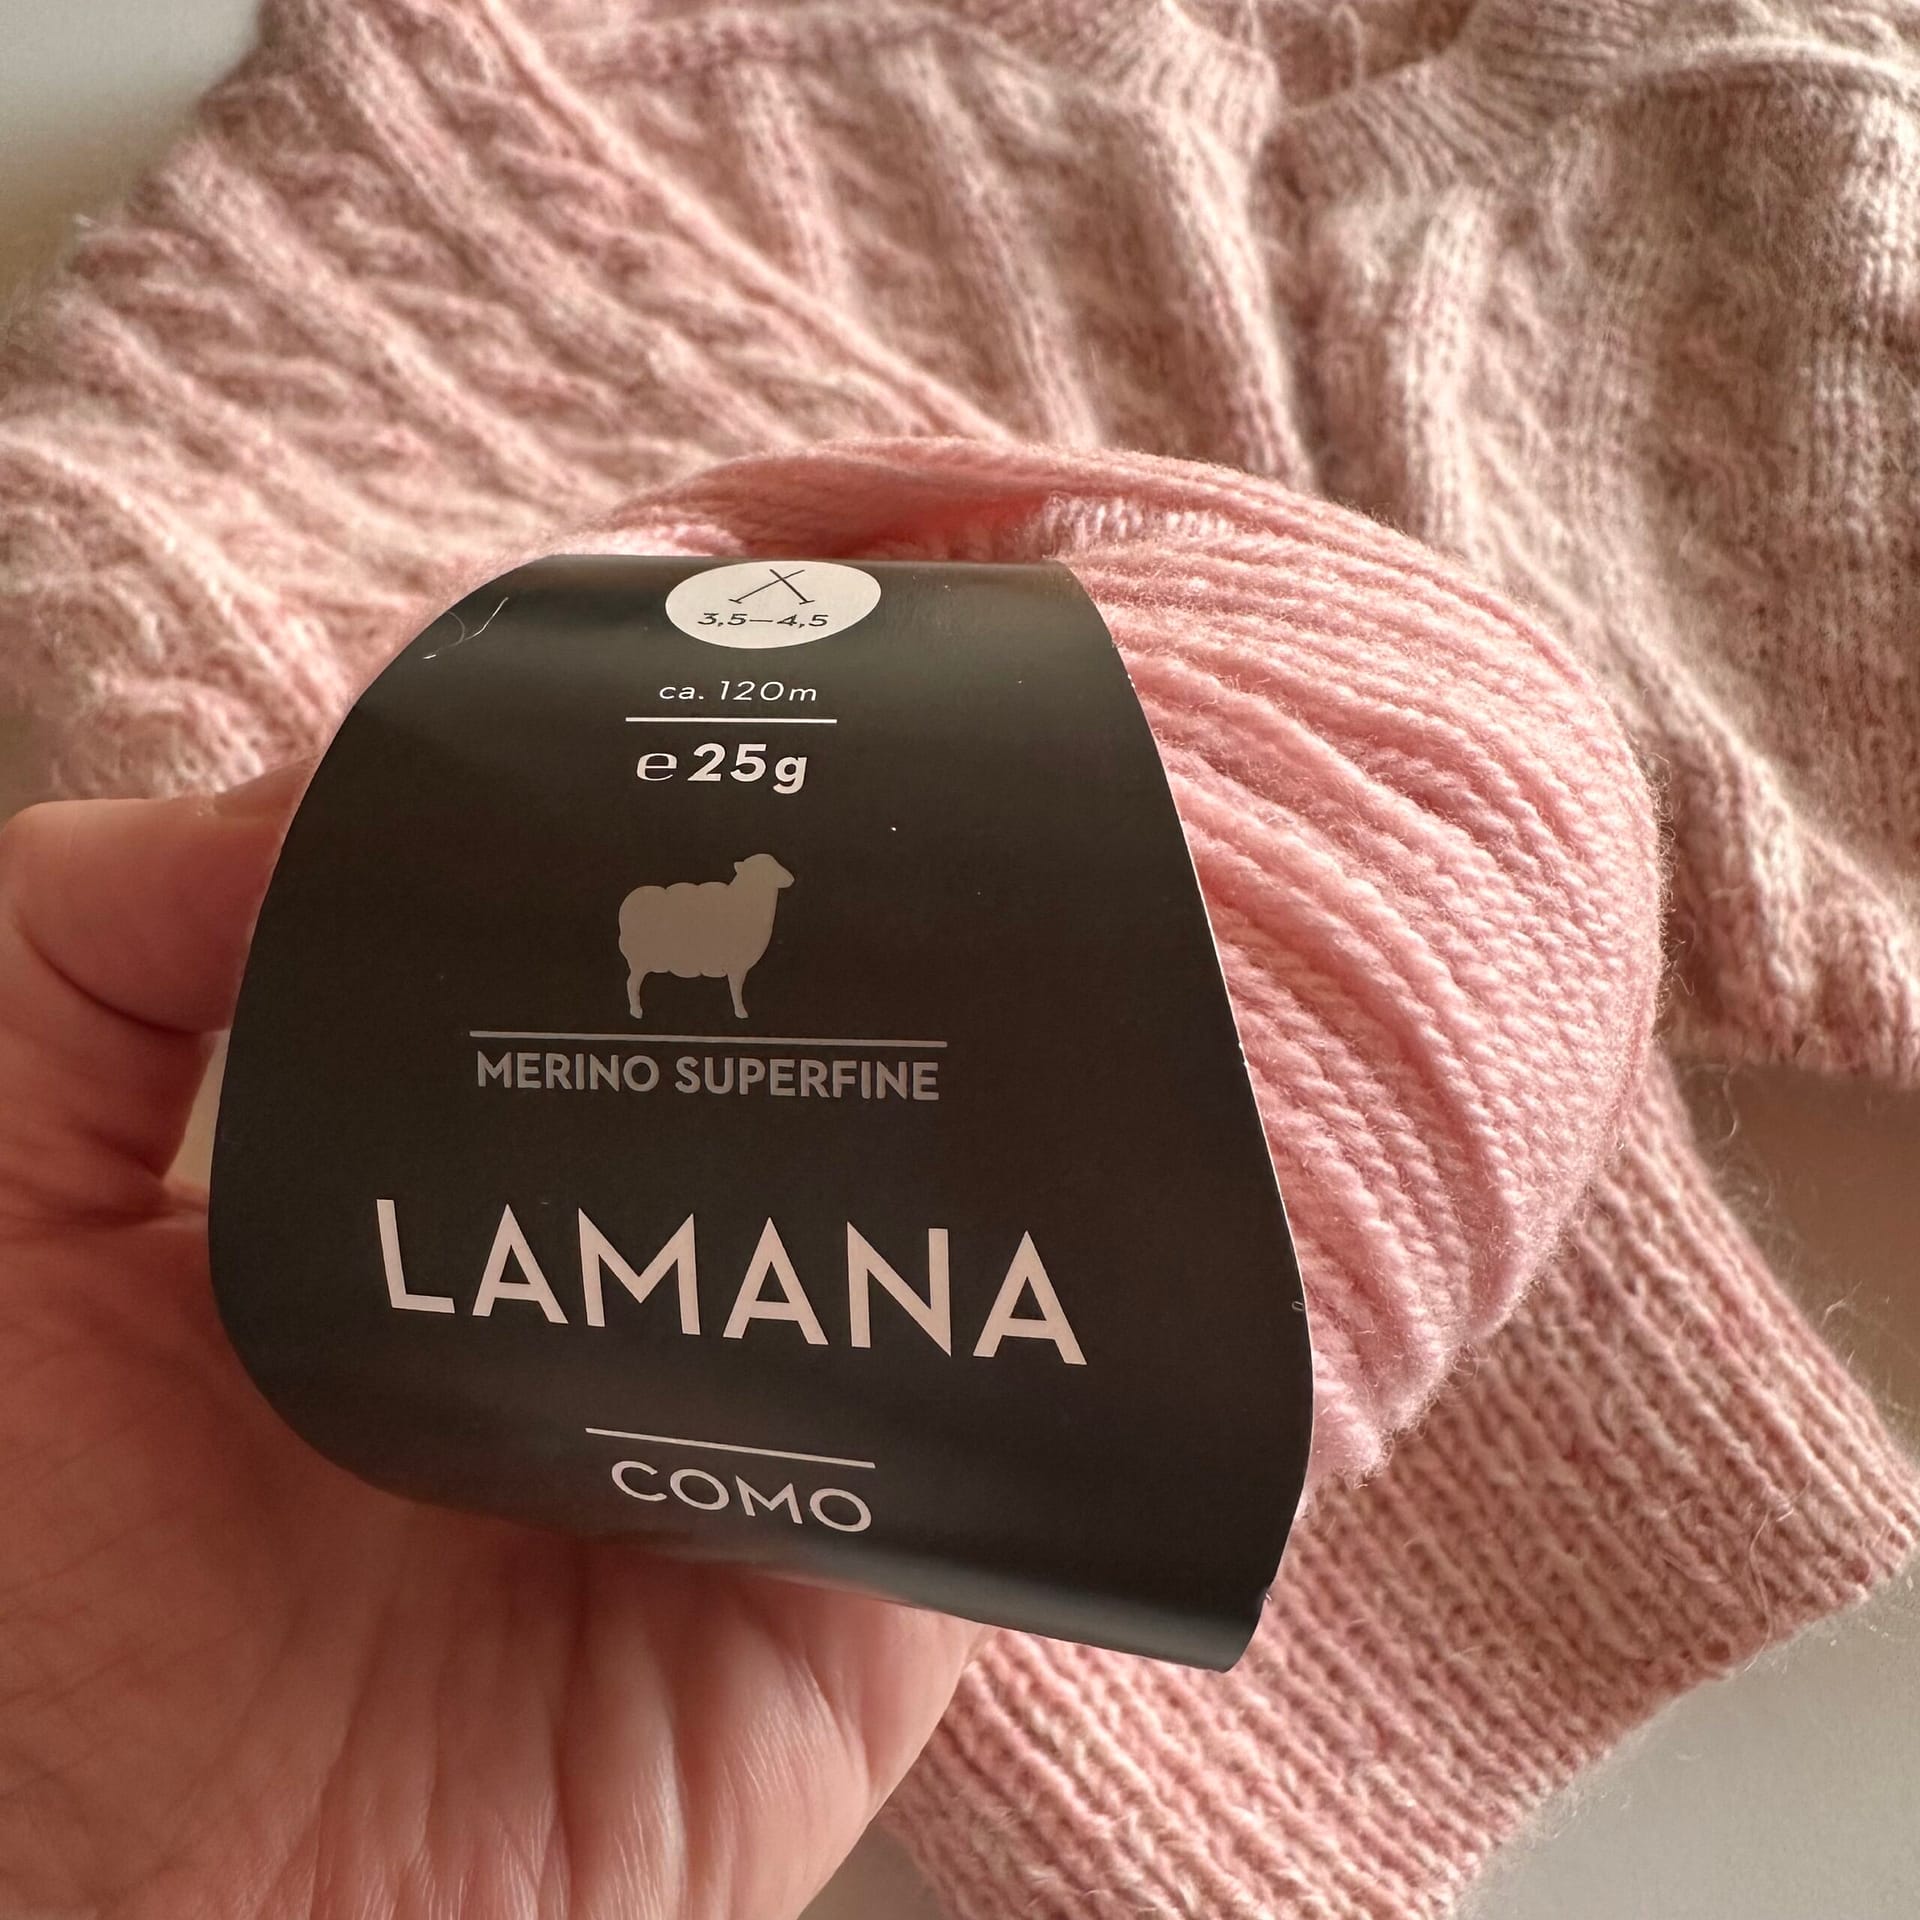 3,5—4,5
ca. 120m
℮ 25g
MERINO SUPERFINE
LAMANA
COMO